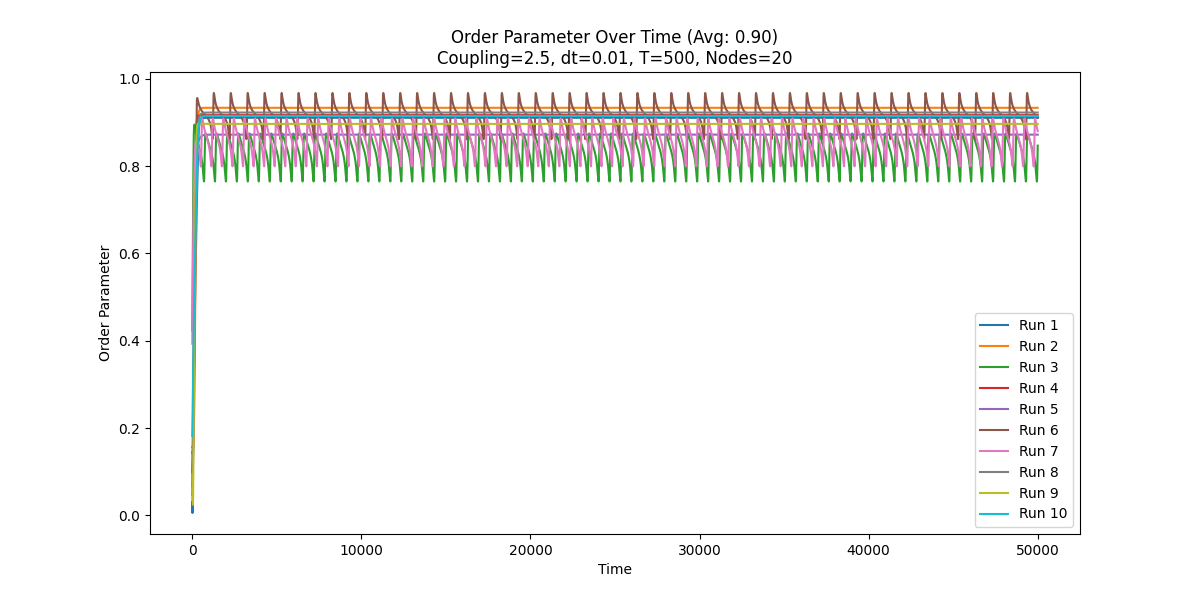 Order Parameter Over Time (Avg: 0.90)
Coupling=2.5, dt=0.01, T=500, Nodes=20
1.0
0.8
0.6
0.4
0.2
0.0
Order Parameter
0
10000
20000
30000
40000
50000
Time
Run 1
Run 2
Run 3
Run 4
Run 5
Run 6
Run 7
Run 8
Run 9
Run 10